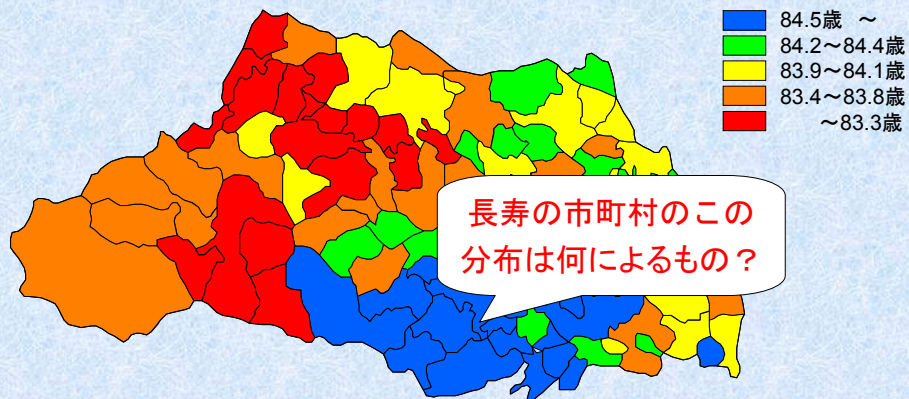 84.5歳 ～
84.2～84.4歳
83.9～84.1歳
83.4～83.8歳
～83.3歳
長寿の市町村のこの
分布は何によるもの？